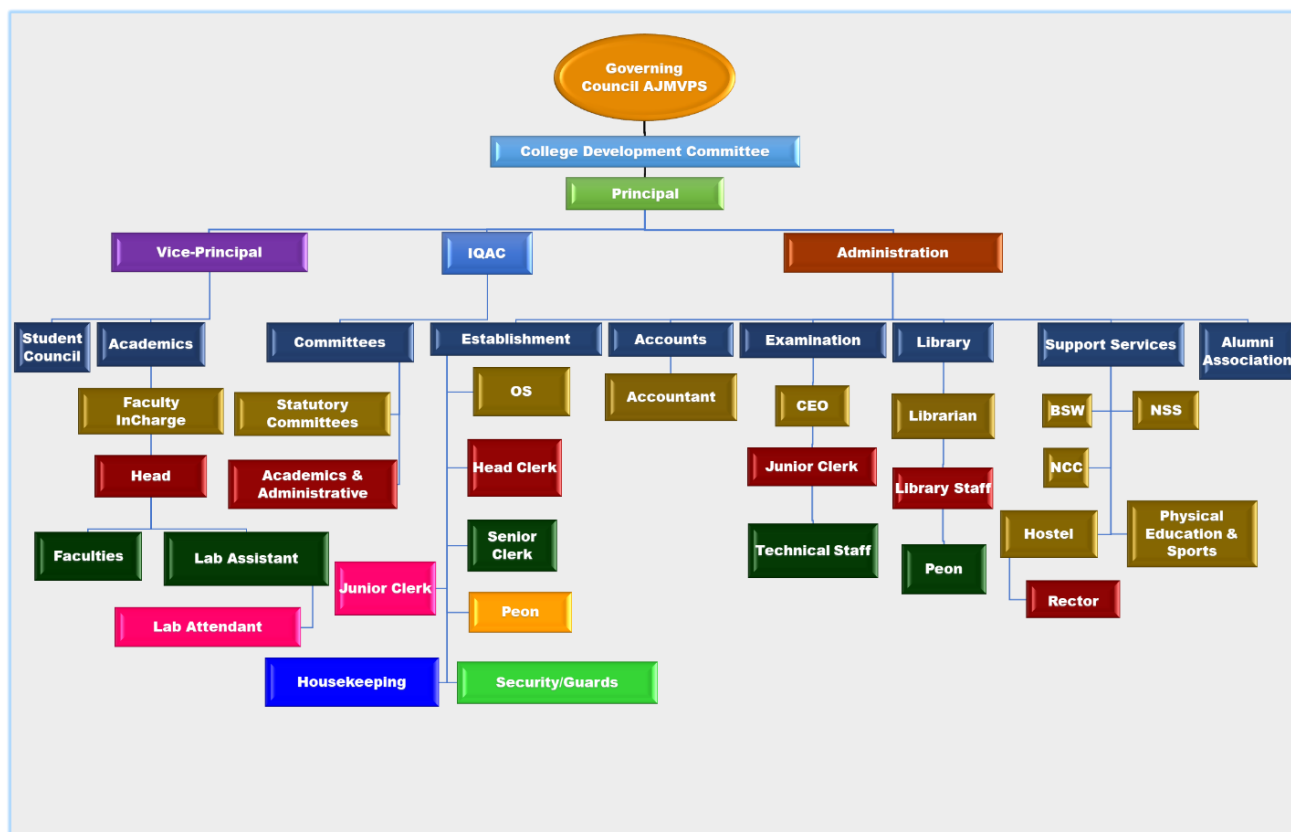 Governing
Council AJMVPS
College Development Committee
Principal
Vice-Principal
IQAC
Administration
Student
Council
Academics
Committees
Establishment
Accounts
Examination
Library
Support Services
Alumni
Association
Faculty
InCharge
Statutory
Committees
OS
Accountant
CEO
Librarian
BSW
NSS
Head
Academics &
Administrative
Head Clerk
Junior Clerk
Library Staff
NCC
Faculties
Lab Assistant
Senior
Clerk
Technical Staff
Hostel
Physical
Education &
Sports
Junior Clerk
Peon
Lab Attendant
Peon
Rector
Housekeeping
Security/Guards